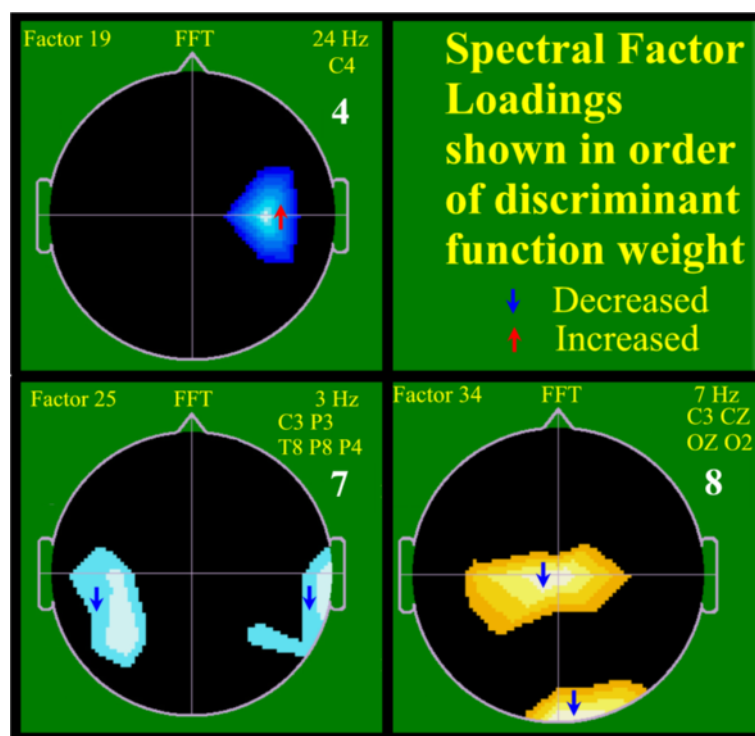 Factor 19 FFT 24 Hz
C4
4
Spectral Factor
Loadings
shown in order
of discriminant
function weight
Decreased
Increased
Factor 25 FFT 3 Hz
C3 P3
T8 P8 P4
7
Factor 34 FFT 7 Hz
C3 CZ
OZ O2
8